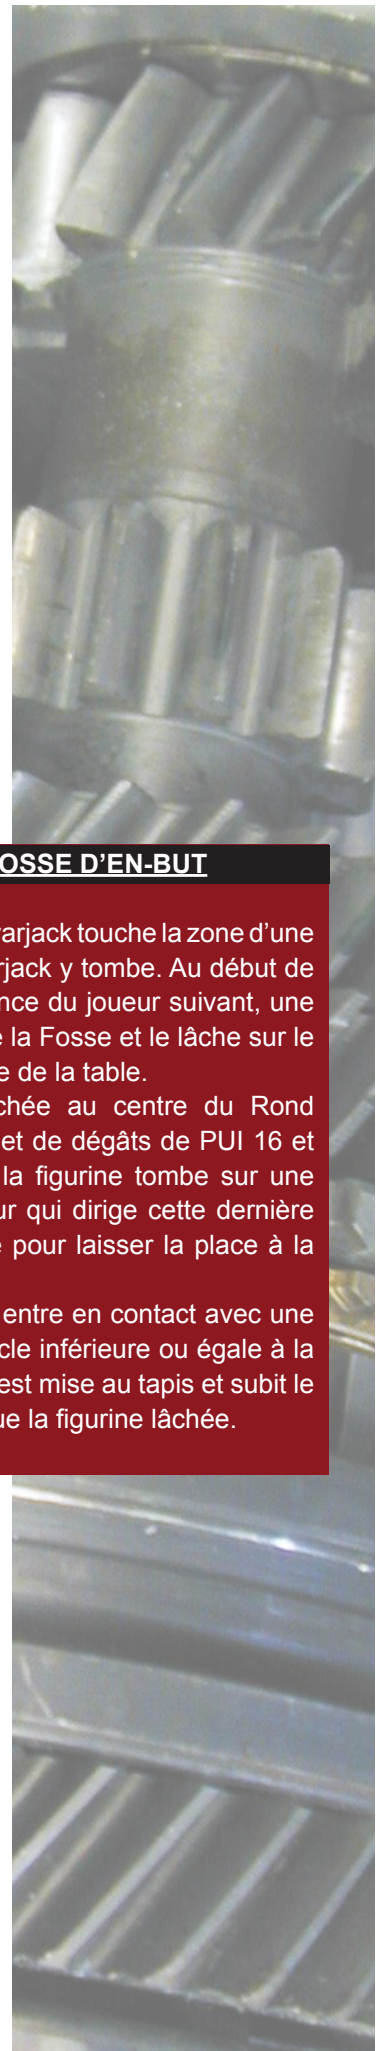 OSSE D'EN-BUT
arjack touche la zone d'une
rjack y tombe. Au début de
nce du joueur suivant, une
e la Fosse et le lâche sur le
e de la table.
chée au centre du Rond
et de dégâts de PUI 16 et
la figurine tombe sur une
ur qui dirige cette dernière
e pour laisser la place à la
entre en contact avec une
cle inférieure ou égale à la
est mise au tapis et subit le
ue la figurine lâchée.